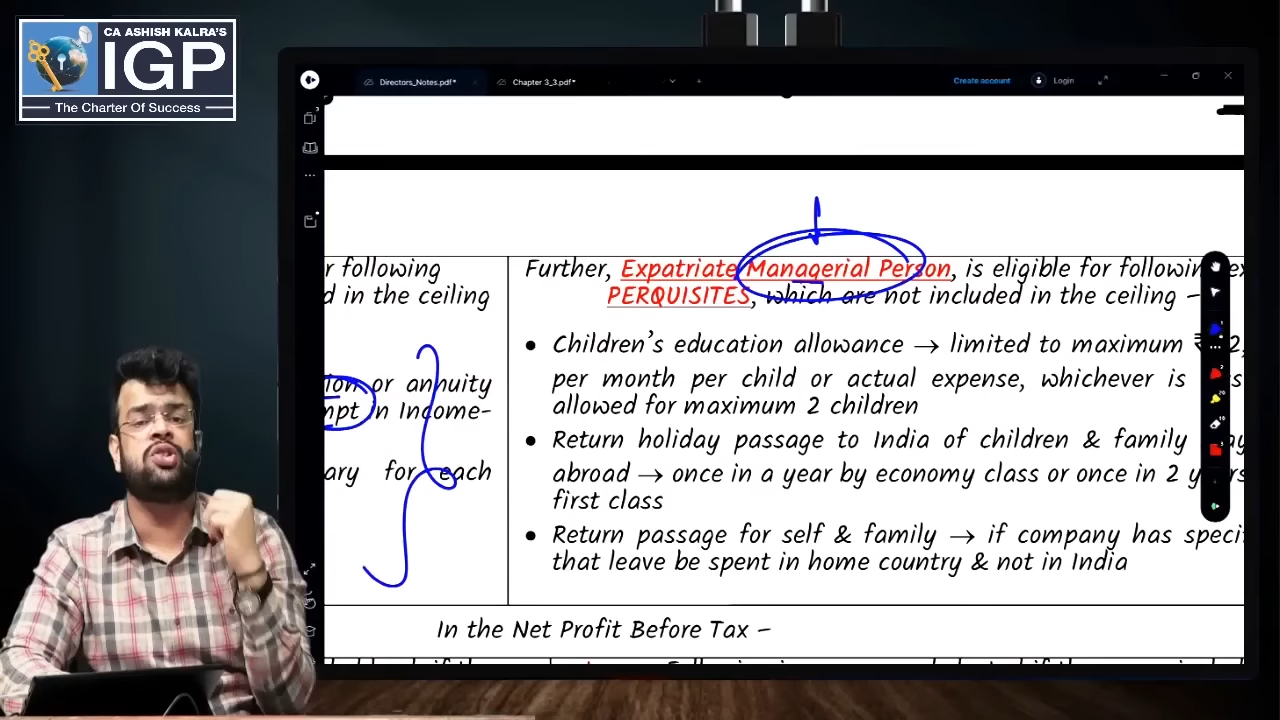 CA ASHISH KALRA'S
IGP
The Charter Of Success
Directors_Notes.pdf*
Chapter 3_3.pdf*
Create account
Login
r following
d in the ceiling
or annuity
mpt in Income-
ary for each
Further, Expatriate Managerial Person, is eligible for
PERQUISITES, which are not included in the ceiling –
• Children's education allowance → limited to maximum
per month per child or actual expense, whichever is
allowed for maximum 2 children
• Return holiday passage to India of children & family
abroad → once in a year by economy class or once in 2
first class
• Return passage for self & family → if company has
that leave be spent in home country & not in India
In the Net Profit Before Tax –